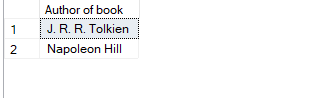 Author of book
1 J. R. R. Tolkien
2 Napoleon Hill